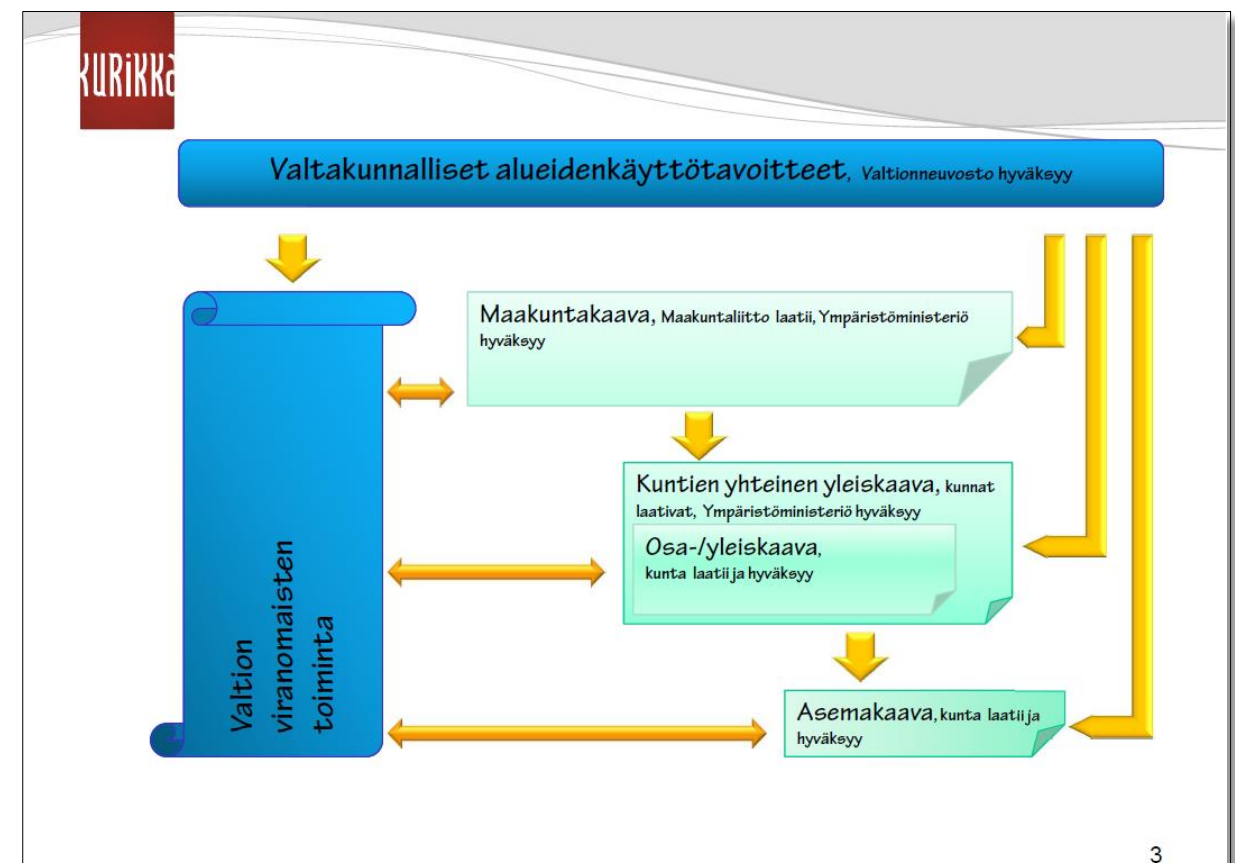 KURiKKa
Valtakunnalliset alueidenkäyttötavoitteet, Valtionneuvosto hyväksyy
Maakuntakaava, Maakuntaliitto laatii, Ympäristöministeriö
hyväksyy
Kuntien yhteinen yleiskaava, kunnat
laativat, Ympäristöministeriö hyväksyy
Osa-/yleiskaava,
kunta laatii ja hyväksyy
Valtion
viranomaisten
toiminta
Asemakaava, kunta laatii ja
hyväksyy
3